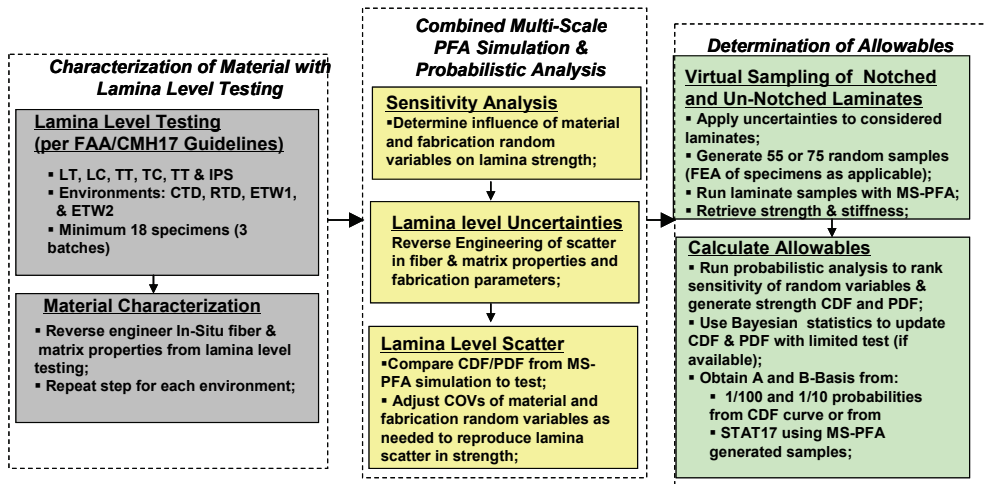 Characterization of Material with
Lamina Level Testing
Lamina Level Testing
(per FAA/CMH17 Guidelines)
▪ LT, LC, TT, TC, TT & IPS
▪ Environments: CTD, RTD, ETW1,
& ETW2
▪ Minimum 18 specimens (3
batches)
Material Characterization
▪ Reverse engineer In-Situ fiber &
matrix properties from lamina level
testing;
▪ Repeat step for each environment;
Combined Multi-Scale
PFA Simulation &
Probabilistic Analysis
Sensitivity Analysis
▪Determine influence of material
and fabrication random
variables on lamina strength;
Lamina level Uncertainties
Reverse Engineering of scatter
in fiber & matrix properties and
fabrication parameters;
Lamina Level Scatter
▪Compare CDF/PDF from MS-
PFA simulation to test;
▪Adjust COVs of material and
fabrication random variables as
needed to reproduce lamina
scatter in strength;
Determination of Allowables
Virtual Sampling of Notched
and Un-Notched Laminates
▪ Apply uncertainties to considered
laminates;
▪ Generate 55 or 75 random samples
(FEA of specimens as applicable);
▪ Run laminate samples with MS-PFA;
▪ Retrieve strength & stiffness;
Calculate Allowables
▪ Run probabilistic analysis to rank
sensitivity of random variables &
generate strength CDF and PDF;
▪ Use Bayesian statistics to update
CDF & PDF with limited test (if
available);
▪ Obtain A and B-Basis from:
▪ 1/100 and 1/10 probabilities
from CDF curve or from
▪ STAT17 using MS-PFA
generated samples;